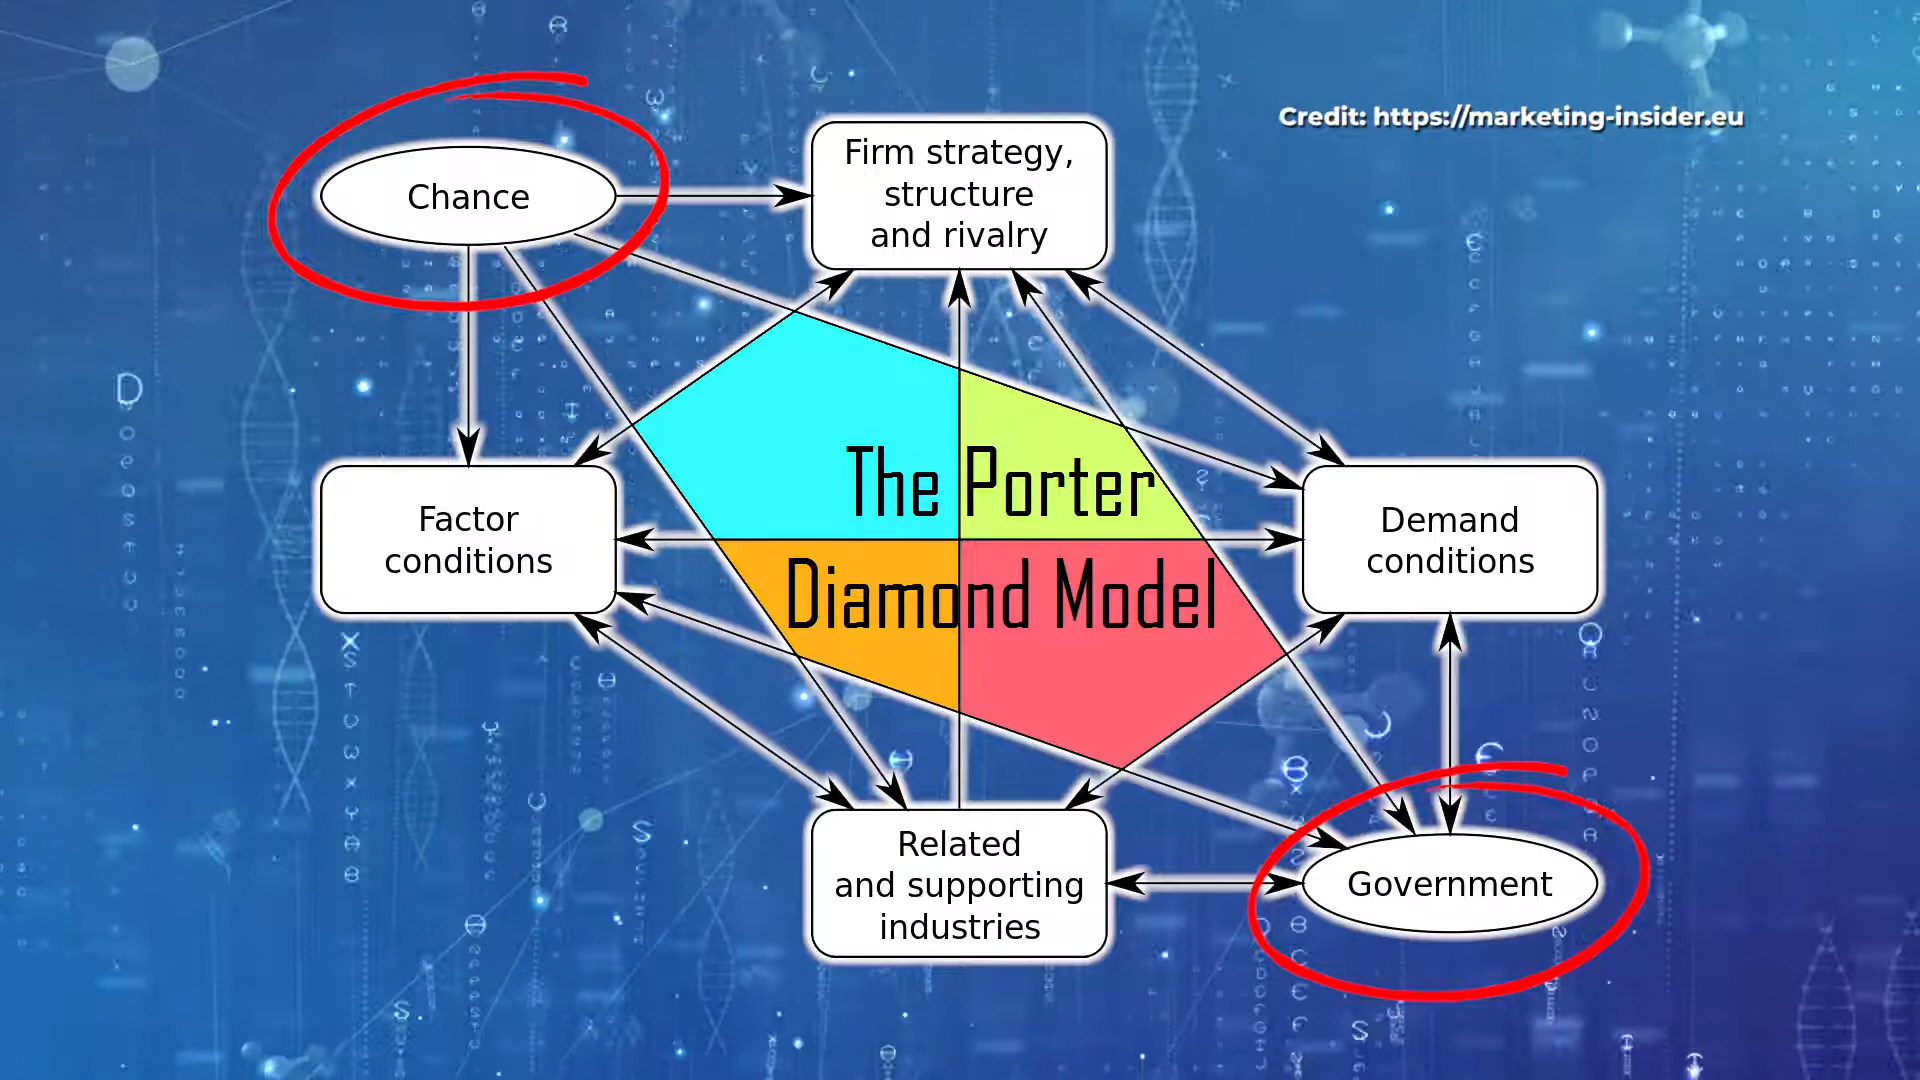 Credit: https://marketing-insider.eu
Chance
Firm strategy,
structure
and rivalry
The Porter
Diamond Model
Factor
conditions
Demand
conditions
Related
and supporting
industries
Government